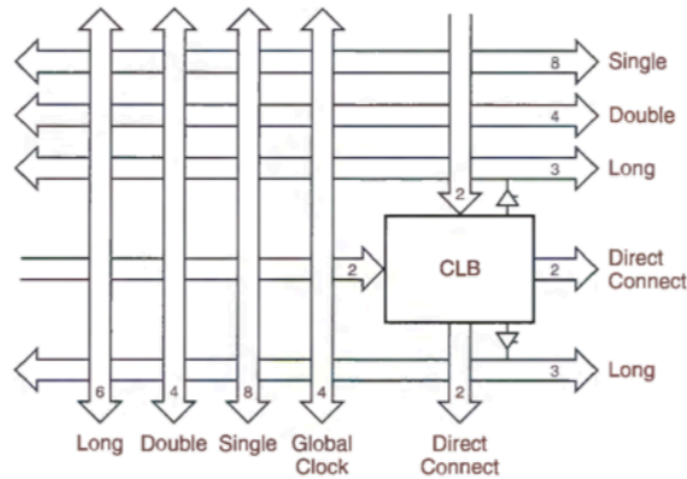 8 Single
4 Double
3 Long
2
2 CLB 2 Direct
Connect
3 Long
6 4 8 4 2
Long Double Single Global Direct
Clock Connect